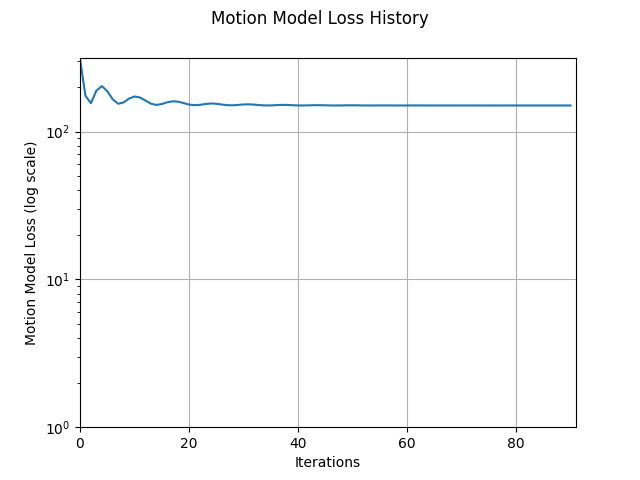 Motion Model Loss History
Motion Model Loss (log scale)
10²
10¹
10⁰
0 20 40 60 80
Iterations